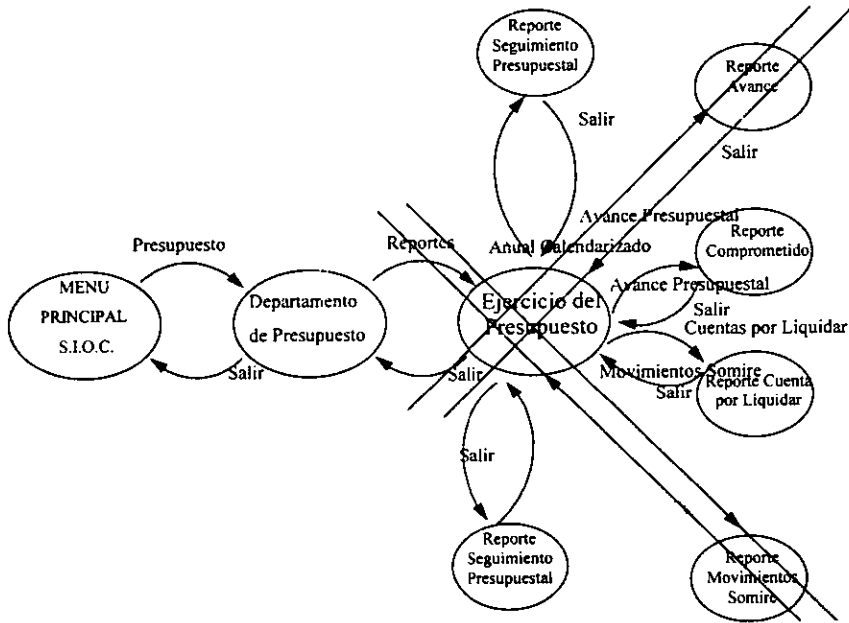 Reporte
Seguimiento
Presupuestal
Reporte
Avance
Salir
Salir
Avance Presupuestal
Reporte
Comprometido
Presupuesto
Reportes
Anual Calendarizado
MENU
PRINCIPAL
S.I.O.C.
Departamento
de Presupuesto
Ejercicio del
Presupuesto
Avance Presupuestal
Salir
Cuentas por Liquidar
Salir
Salir
Movimientos Somire
Salir
Reporte Cuenta
por Liquidar
Salir
Reporte
Seguimiento
Presupuestal
Reporte
Movimientos
Somire